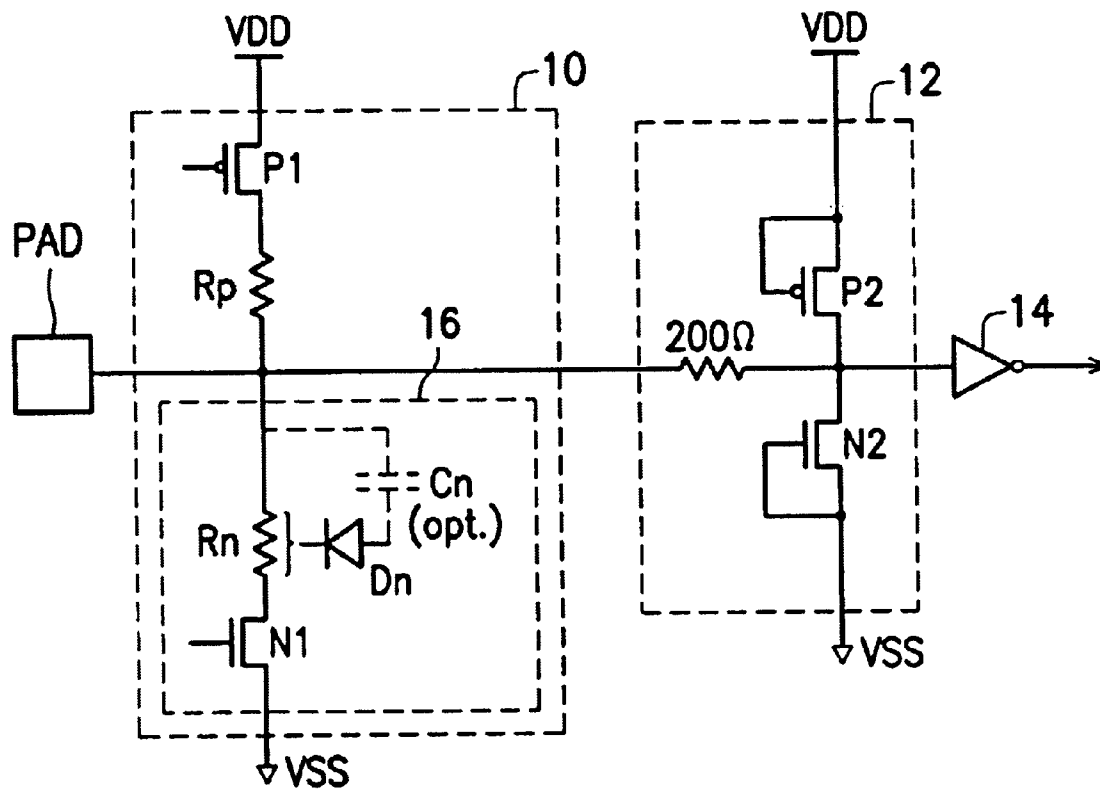 VDD
VDD
10
12
P1
PAD
Rp
P2
16
200Ω
14
N2
Cn
(opt.)
Rn
Dn
N1
VSS
VSS